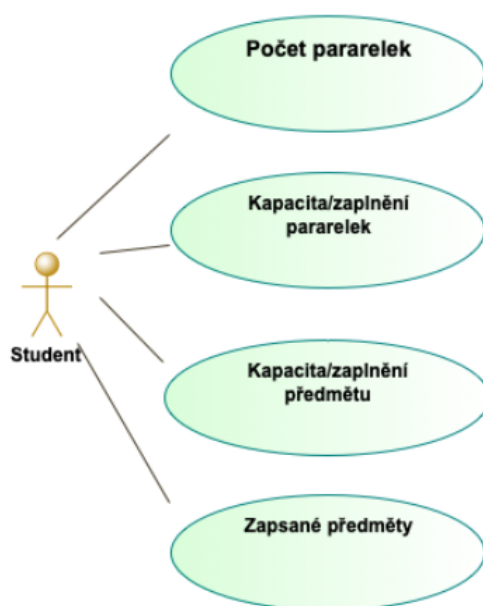 Počet pararelek
Kapacita/zaplnění
pararelek
Student
Kapacita/zaplnění
předmětu
Zapsané předměty